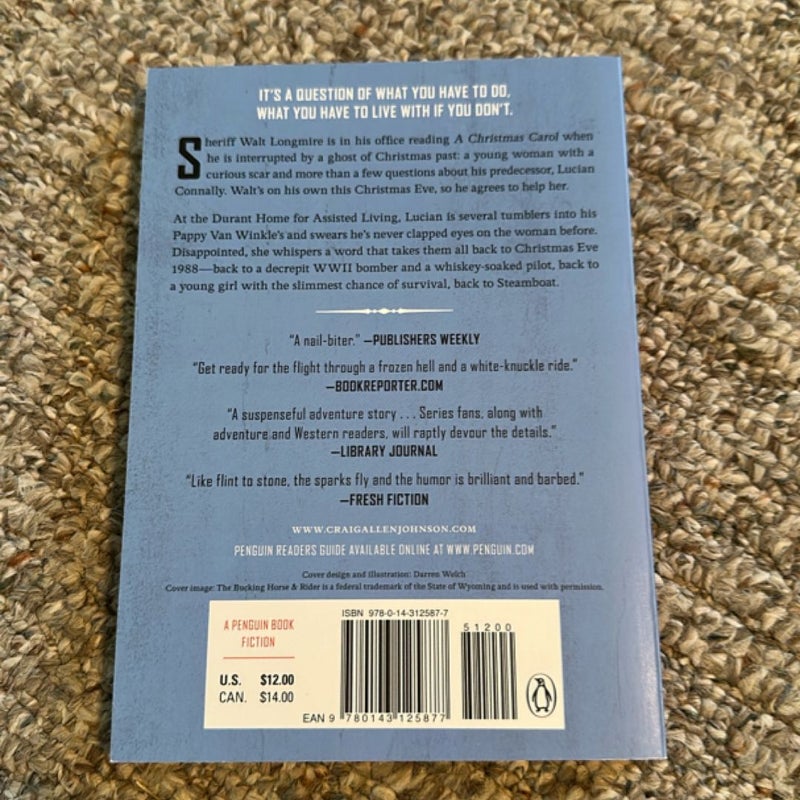 IT'S A QUESTION OF WHAT YOU HAVE TO DO,
WHAT YOU HAVE TO LIVE WITH IF YOU DON'T.
Sheriff Walt Longmire is in his office reading A Christmas Carol when
he is interrupted by a ghost of Christmas past: a young woman with a
curious scar and more than a few questions about his predecessor, Lucian
Connally. Walt's on his own this Christmas Eve, so he agrees to help her.
At the Durant Home for Assisted Living, Lucian is several tumblers into his
Pappy Van Winkle's and swears he's never clapped eyes on the woman before.
Disappointed, she whispers a word that takes them all back to Christmas Eve
1988—back to a decrepit WWII bomber and a whiskey-soaked pilot, back to
a young girl with the slimmest chance of survival, back to Steamboat.
"A nail-biter." —PUBLISHERS WEEKLY
"Get ready for the flight through a frozen hell and a white-knuckle ride."
—BOOKREPORTER.COM
"A suspenseful adventure story . . . Series fans, along with
adventure and Western readers, will raptly devour the details."
—LIBRARY JOURNAL
"Like flint to stone, the sparks fly and the humor is brilliant and barbed."
—FRESH FICTION
WWW.CRAIGALLENJOHNSON.COM
PENGUIN READERS GUIDE AVAILABLE ONLINE AT WWW.PENGUIN.COM
Cover design and illustration: Darren Welch
Cover image: The Bucking Horse & Rider is a federal trademark of the State of Wyoming and is used with permission.
A PENGUIN BOOK
FICTION
U.S. $12.00
CAN. $14.00
ISBN 978-0-14-312587-7
51200
EAN 9 780143 125877